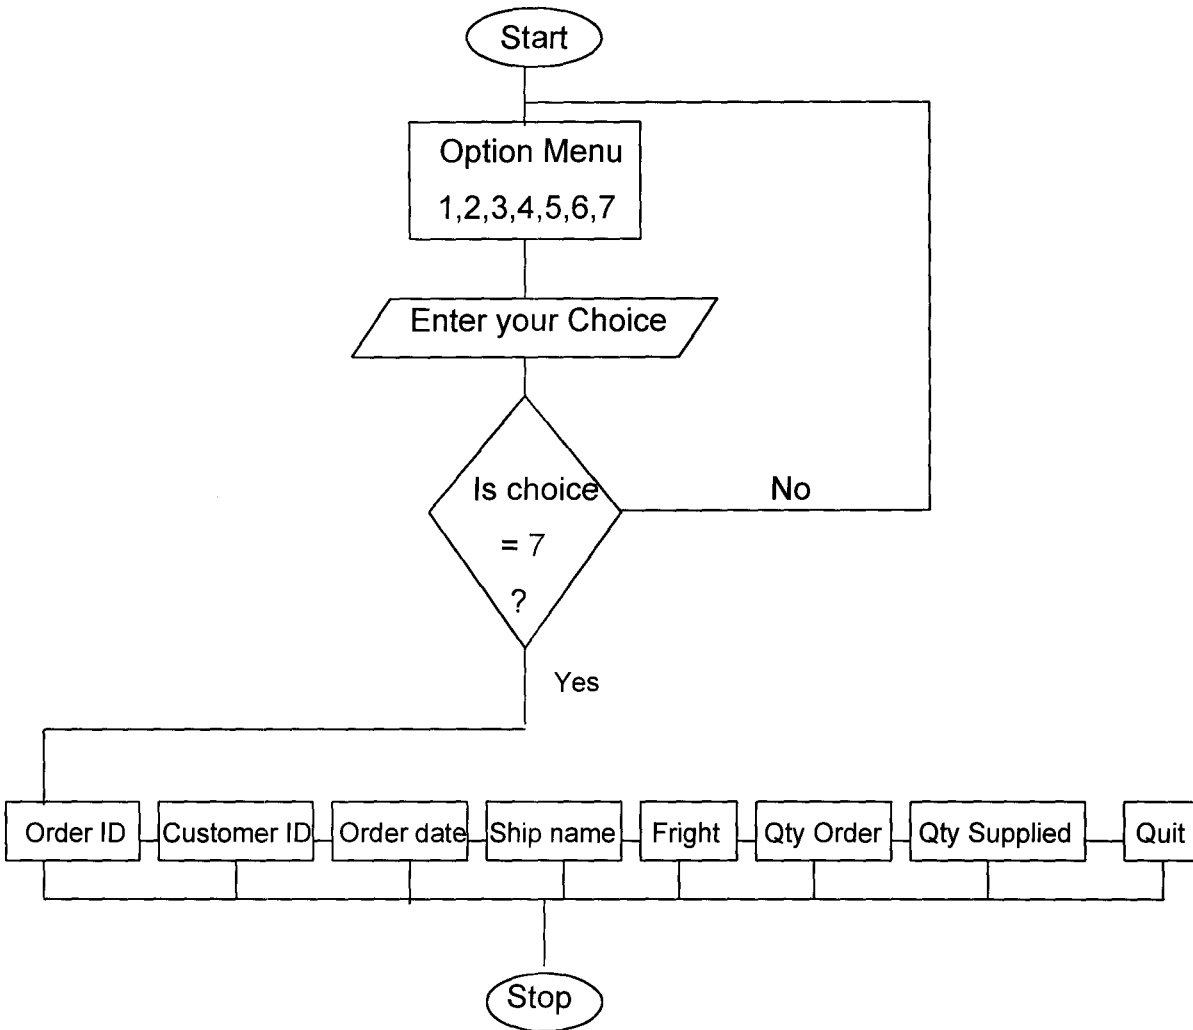 Start
Option Menu
1,2,3,4,5,6,7
Enter your Choice
Is choice
= 7
?
No
Yes
Order ID
Customer ID
Order date
Ship name
Fright
Qty Order
Qty Supplied
Quit
Stop